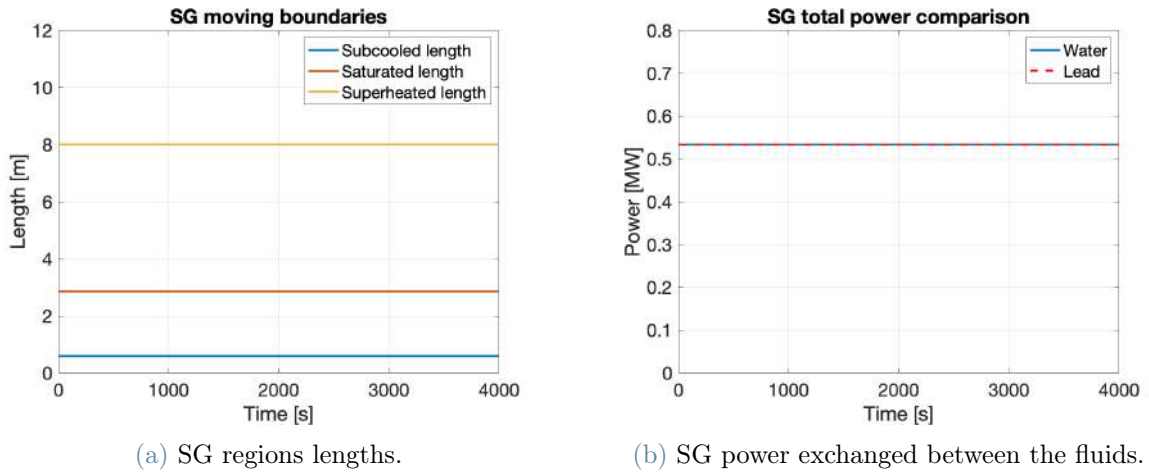 SG moving boundaries
12
10
8
6
4
2
0
Length [m]
Subcooled length
Saturated length
Superheated length
0 1000 2000 3000 4000
Time [s]
(a) SG regions lengths.
SG total power comparison
0.8
0.7
0.6
0.5
0.4
0.3
0.2
0.1
0
Power [MW]
Water
Lead
0 1000 2000 3000 4000
Time [s]
(b) SG power exchanged between the fluids.